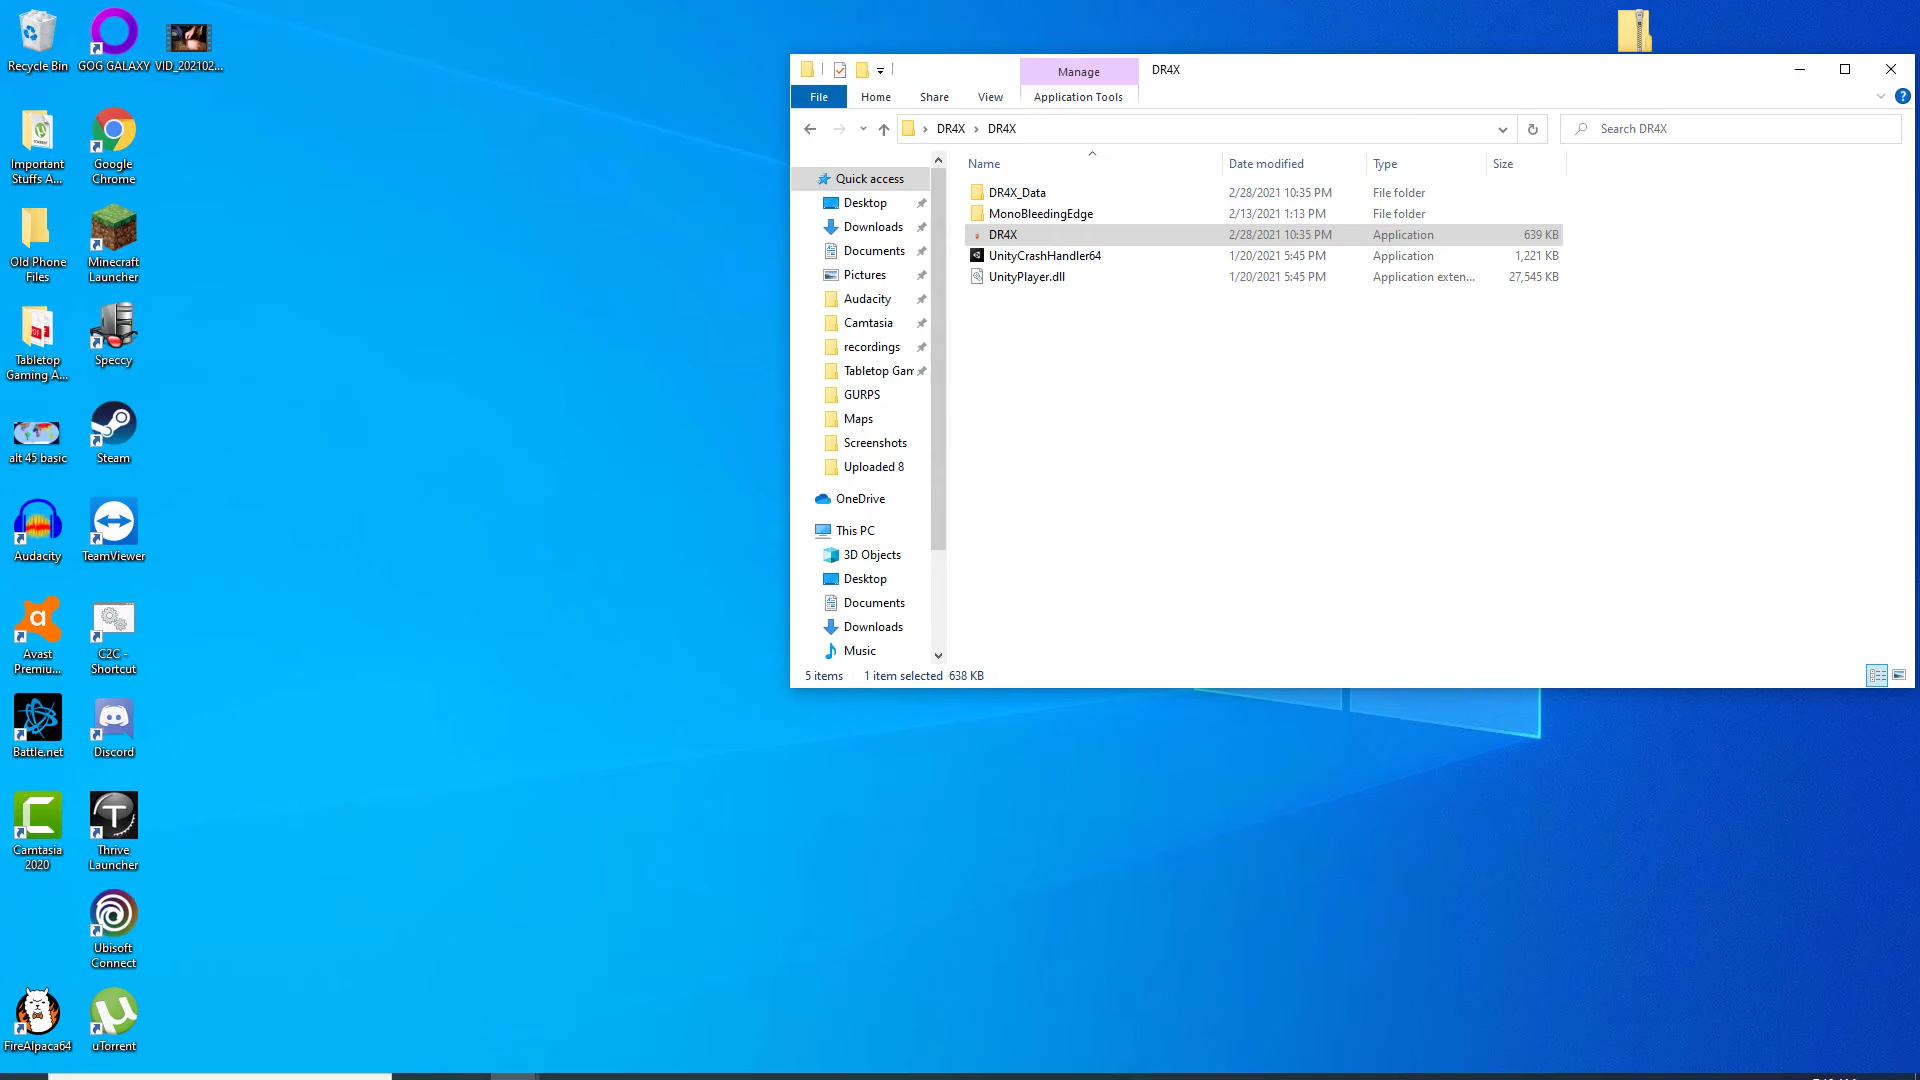 Recycle Bin
GOG GALAXY
VID_202102...
Important
Stuffs A...
Google
Chrome
Old Phone
Files
Minecraft
Launcher
Tabletop
Gaming A...
Speccy
alt 45 basic
Steam
Audacity
TeamViewer
Avast
Premiu...
C2C -
Shortcut
Battle.net
Discord
Camtasia
2020
Thrive
Launcher
Ubisoft
Connect
FireAlpaca64
uTorrent
Manage
DR4X
File
Home
Share
View
Application Tools
DR4X
DR4X
Search DR4X
Quick access
Desktop
Downloads
Documents
Pictures
Audacity
Camtasia
recordings
Tabletop Gam
GURPS
Maps
Screenshots
Uploaded 8
OneDrive
This PC
3D Objects
Desktop
Documents
Downloads
Music
Name Date modified Type Size
DR4X_Data 2/28/2021 10:35 PM File folder
MonoBleedingEdge 2/13/2021 1:13 PM File folder
DR4X 2/28/2021 10:35 PM Application 639 KB
UnityCrashHandler64 1/20/2021 5:45 PM Application 1,221 KB
UnityPlayer.dll 1/20/2021 5:45 PM Application exten... 27,545 KB
5 items 1 item selected 638 KB